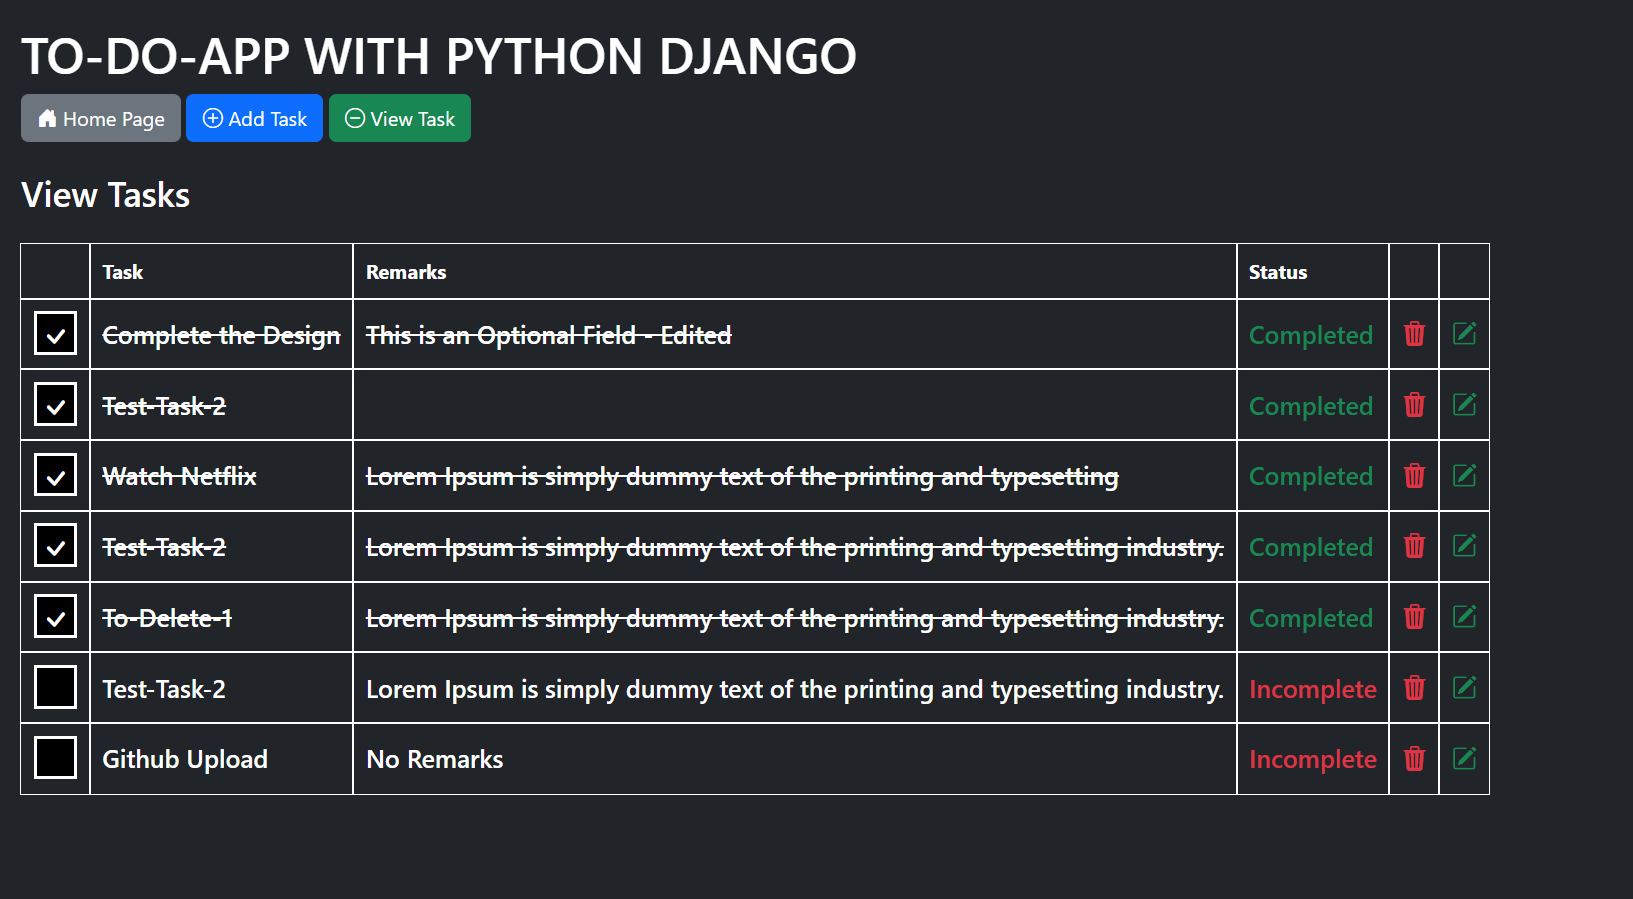 TO-DO-APP WITH PYTHON DJANGO
Home Page Add Task View Task
View Tasks
Task Remarks Status
Complete the Design This is an Optional Field - Edited Completed
Test-Task-2 Completed
Watch Netflix Lorem Ipsum is simply dummy text of the printing and typesetting Completed
Test-Task-2 Lorem Ipsum is simply dummy text of the printing and typesetting industry. Completed
To-Delete-1 Lorem Ipsum is simply dummy text of the printing and typesetting industry. Completed
Test-Task-2 Lorem Ipsum is simply dummy text of the printing and typesetting industry. Incomplete
Github Upload No Remarks Incomplete